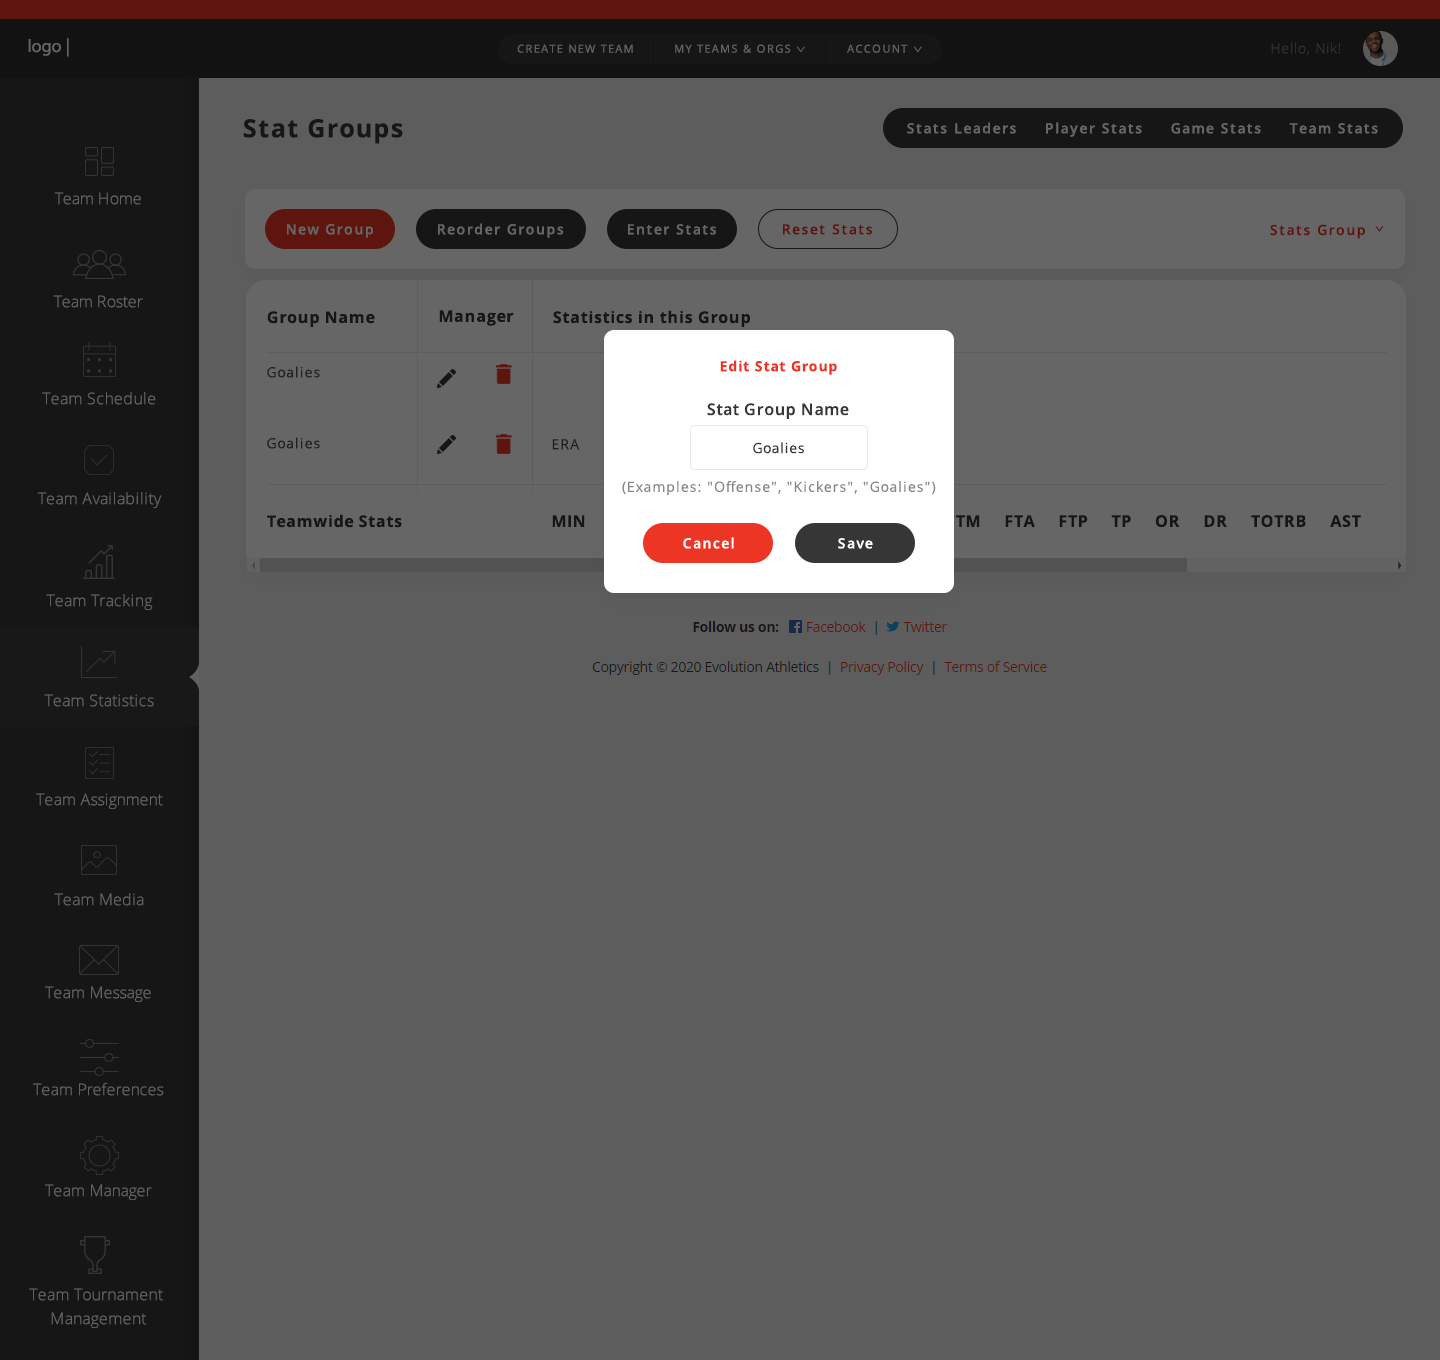 logo |
CREATE NEW TEAM
MY TEAMS & ORGS
ACCOUNT
Hello, Nik!
Team Home
Team Roster
Team Schedule
Team Availability
Team Tracking
Team Statistics
Team Assignment
Team Media
Team Message
Team Preferences
Team Manager
Team Tournament
Management
Stat Groups
Stats Leaders Player Stats Game Stats Team Stats
New Group Reorder Groups Enter Stats Reset Stats Stats Group
Group Name Manager Statistics in this Group
Goalies
Goalies ERA
Teamwide Stats MIN TM FTA FTP TP OR DR TOTRB AST
Edit Stat Group
Stat Group Name
Goalies
(Examples: "Offense", "Kickers", "Goalies")
Cancel Save
Follow us on: Facebook | Twitter
Copyright © 2020 Evolution Athletics | Privacy Policy | Terms of Service